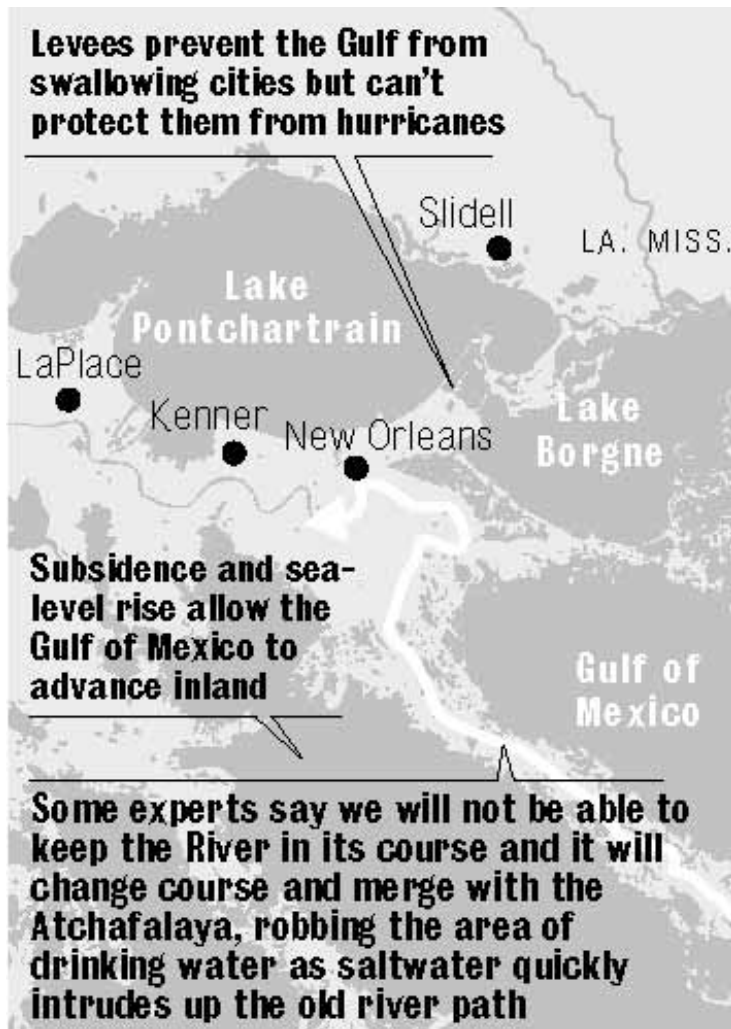 Levees prevent the Gulf from
swallowing cities but can't
protect them from hurricanes
Slidell
LA. MISS.
Lake
Pontchartrain
LaPlace
Kenner
New Orleans
Lake
Borgne
Subsidence and sea-
level rise allow the
Gulf of Mexico to
advance inland
Gulf of
Mexico
Some experts say we will not be able to
keep the River in its course and it will
change course and merge with the
Atchafalaya, robbing the area of
drinking water as saltwater quickly
intrudes up the old river path